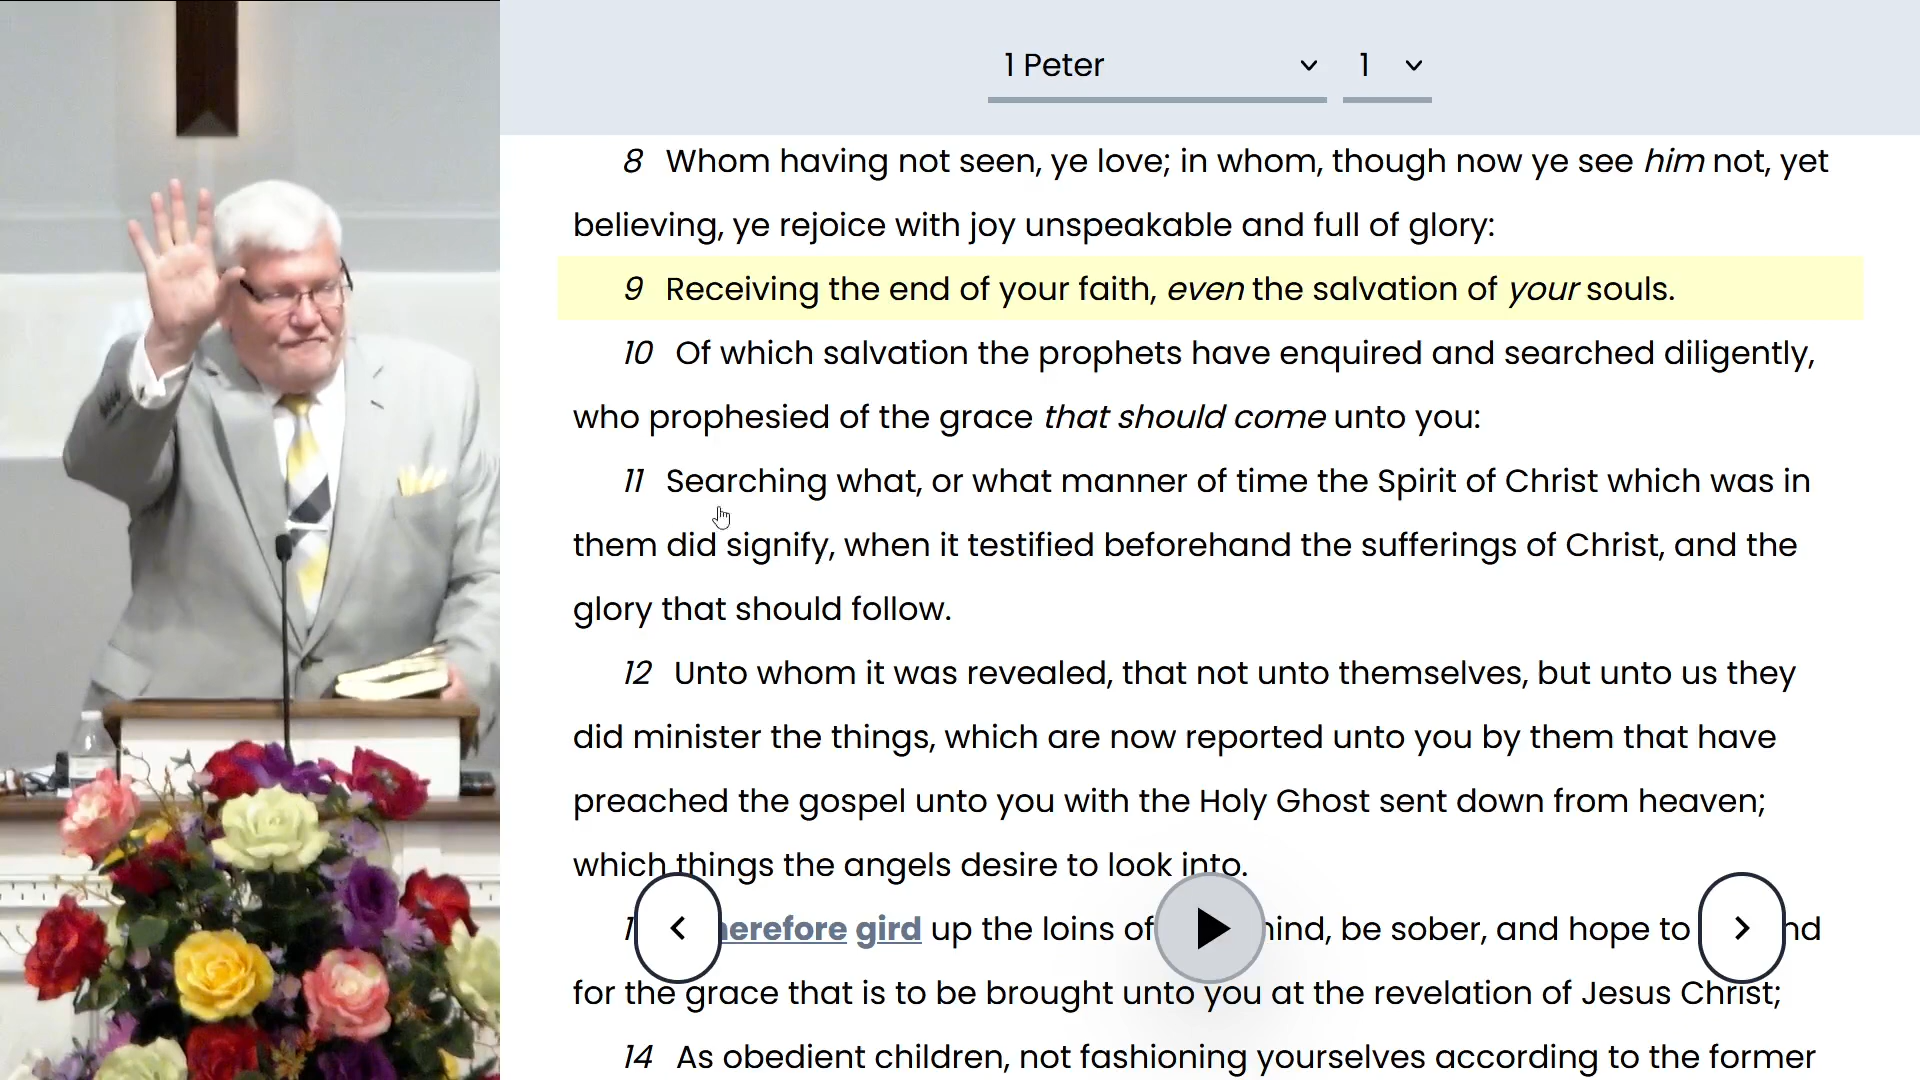 1 Peter 1
8 Whom having not seen, ye love; in whom, though now ye see him not, yet
believing, ye rejoice with joy unspeakable and full of glory:
9 Receiving the end of your faith, even the salvation of your souls.
10 Of which salvation the prophets have enquired and searched diligently,
who prophesied of the grace that should come unto you:
11 Searching what, or what manner of time the Spirit of Christ which was in
them did signify, when it testified beforehand the sufferings of Christ, and the
glory that should follow.
12 Unto whom it was revealed, that not unto themselves, but unto us they
did minister the things, which are now reported unto you by them that have
preached the gospel unto you with the Holy Ghost sent down from heaven;
which things the angels desire to look into.
gird up the loins of be sober, and hope to
for the grace that is to be brought unto you at the revelation of Jesus Christ;
14 As obedient children, not fashioning yourselves according to the former